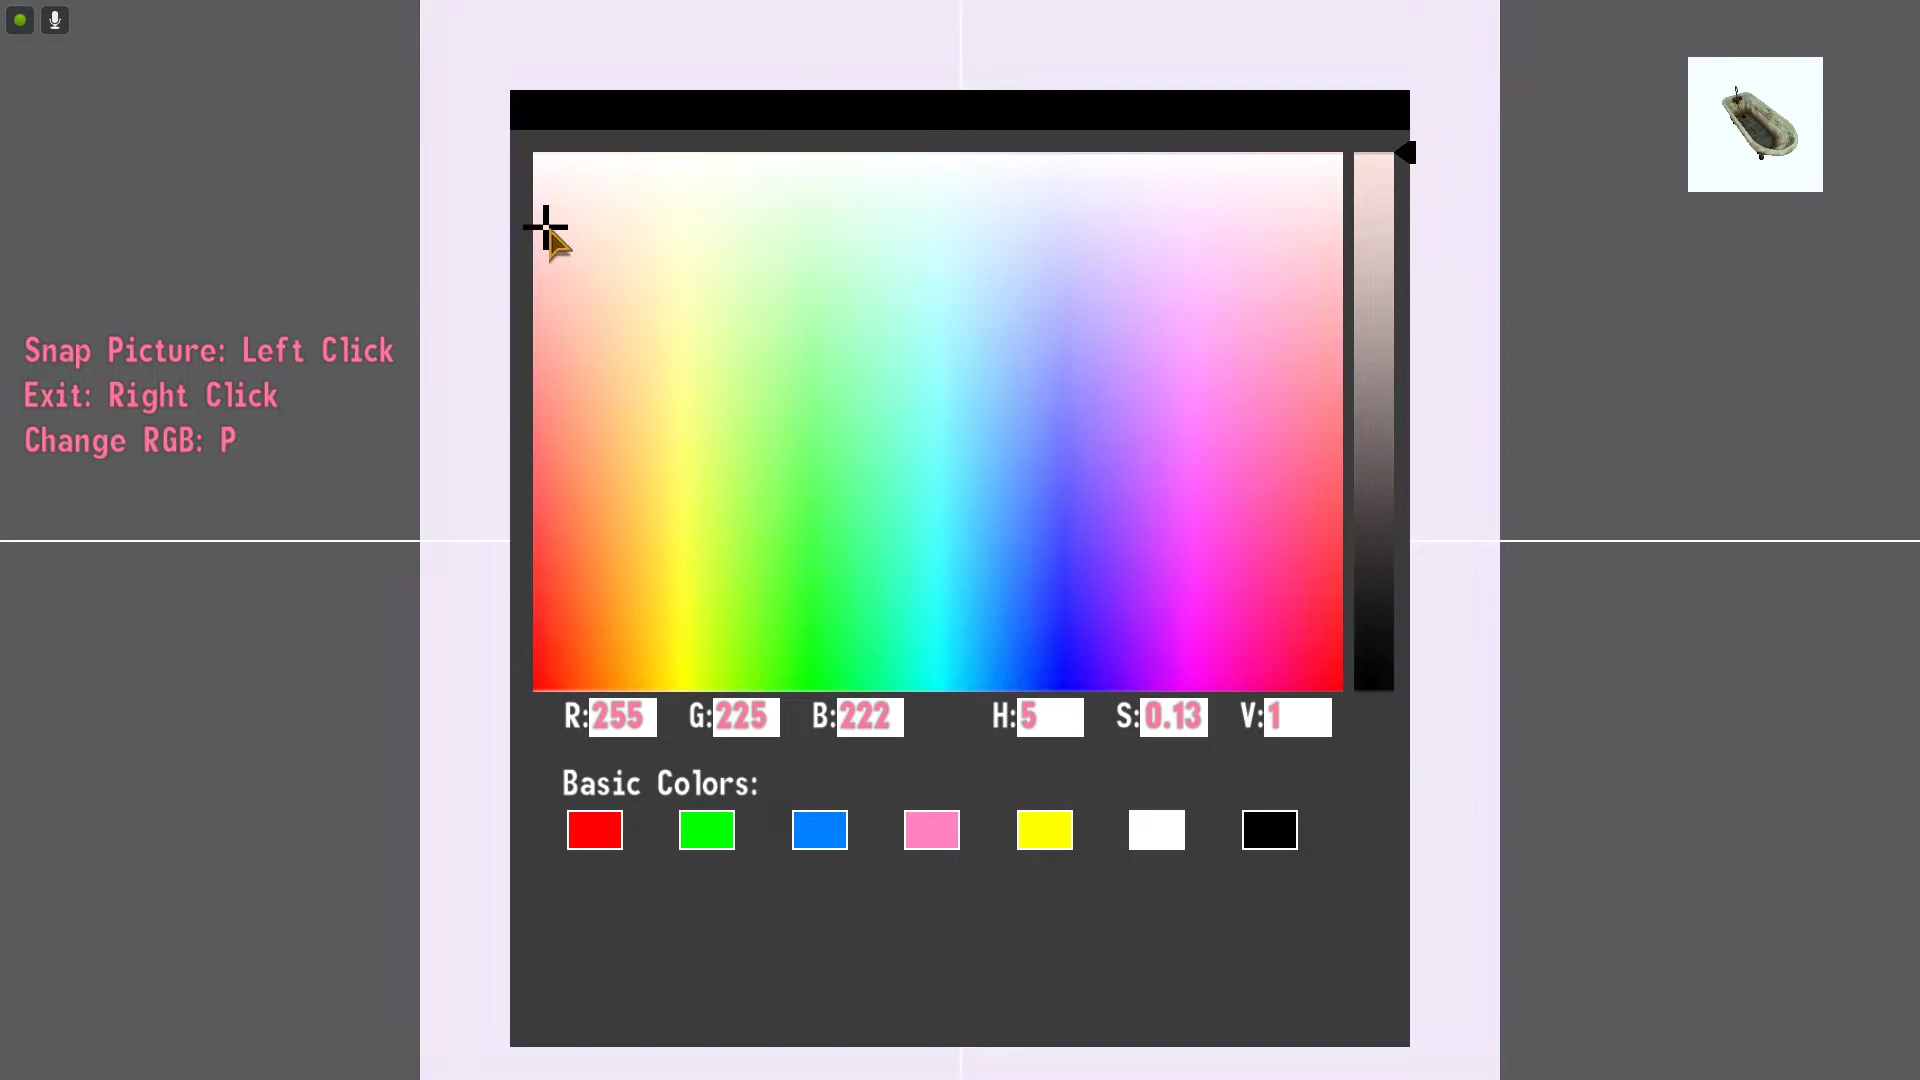 Snap Picture: Left Click
Exit: Right Click
Change RGB: P
R:255 G:225 B:222 H:5 S:0.13 V:1
Basic Colors: